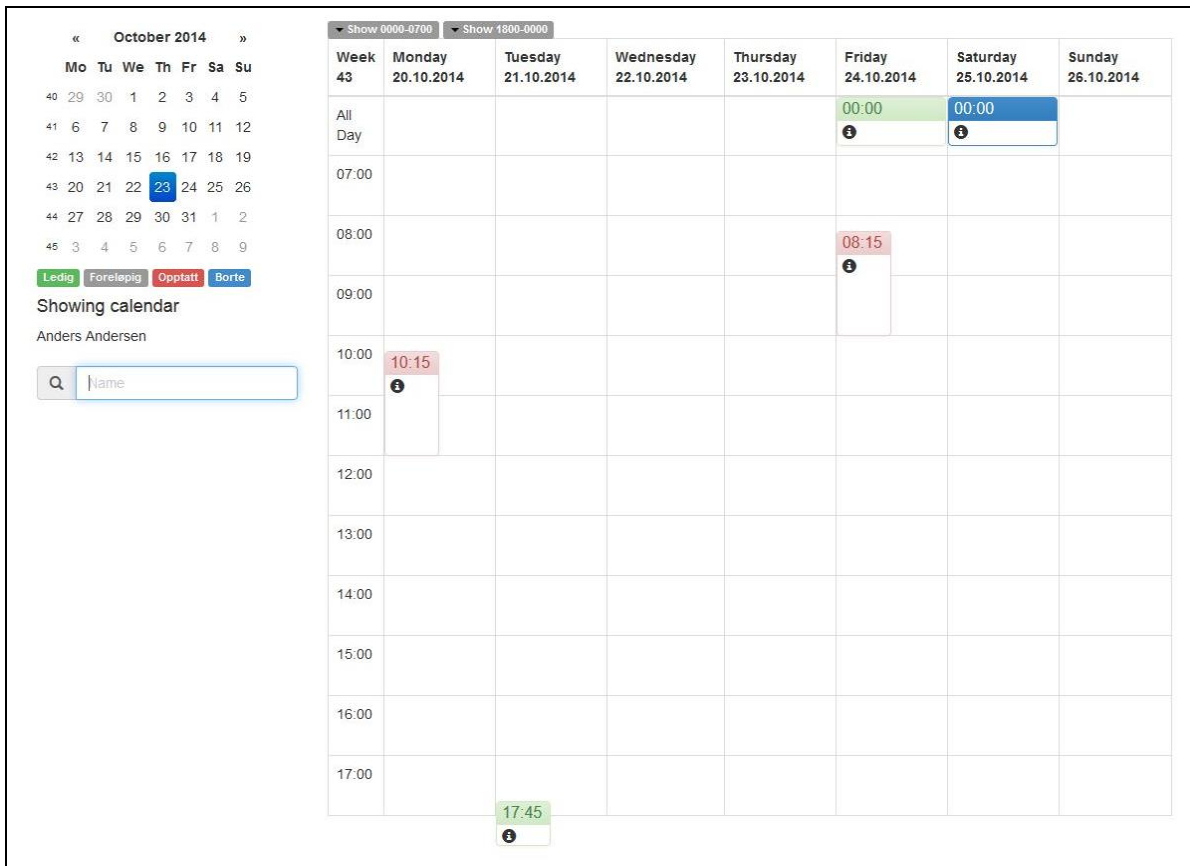 « October 2014 »
Mo Tu We Th Fr Sa Su
40 29 30 1 2 3 4 5
41 6 7 8 9 10 11 12
42 13 14 15 16 17 18 19
43 20 21 22 23 24 25 26
44 27 28 29 30 31 1 2
45 3 4 5 6 7 8 9
Ledig Foreløpig Opptatt Borte
Showing calendar
Anders Andersen
Name
Show 0000-0700 Show 1800-0000
Week Monday Tuesday Wednesday Thursday Friday Saturday Sunday
43 20.10.2014 21.10.2014 22.10.2014 23.10.2014 24.10.2014 25.10.2014 26.10.2014
All 00:00 00:00
Day
07:00
08:00
08:15
09:00
10:00
10:15
11:00
12:00
13:00
14:00
15:00
16:00
17:00
17:45